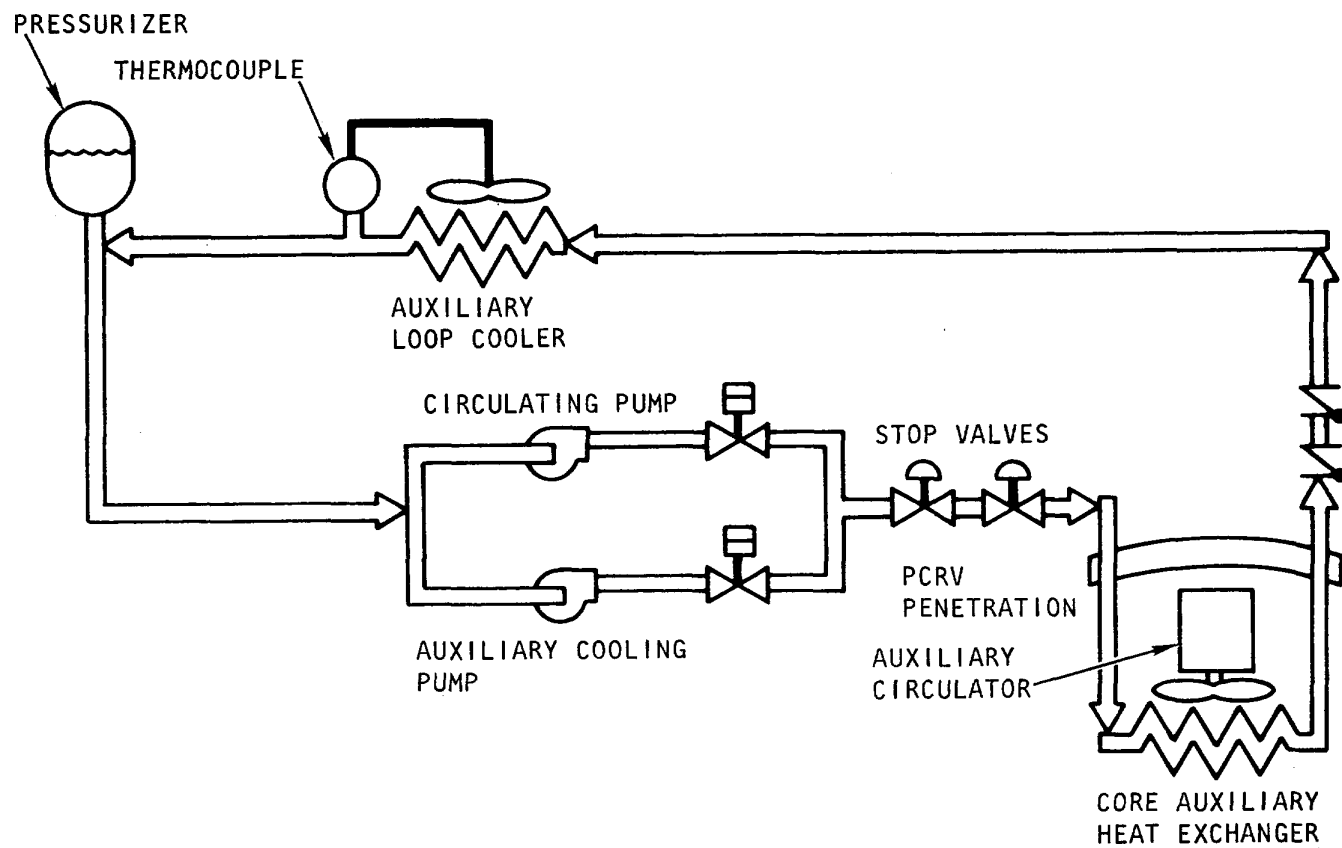 PRESSURIZER
THERMOCOUPLE
AUXILIARY
LOOP COOLER
CIRCULATING PUMP
STOP VALVES
PCRV
PENETRATION
AUXILIARY COOLING
PUMP
AUXILIARY
CIRCULATOR
CORE AUXILIARY
HEAT EXCHANGER